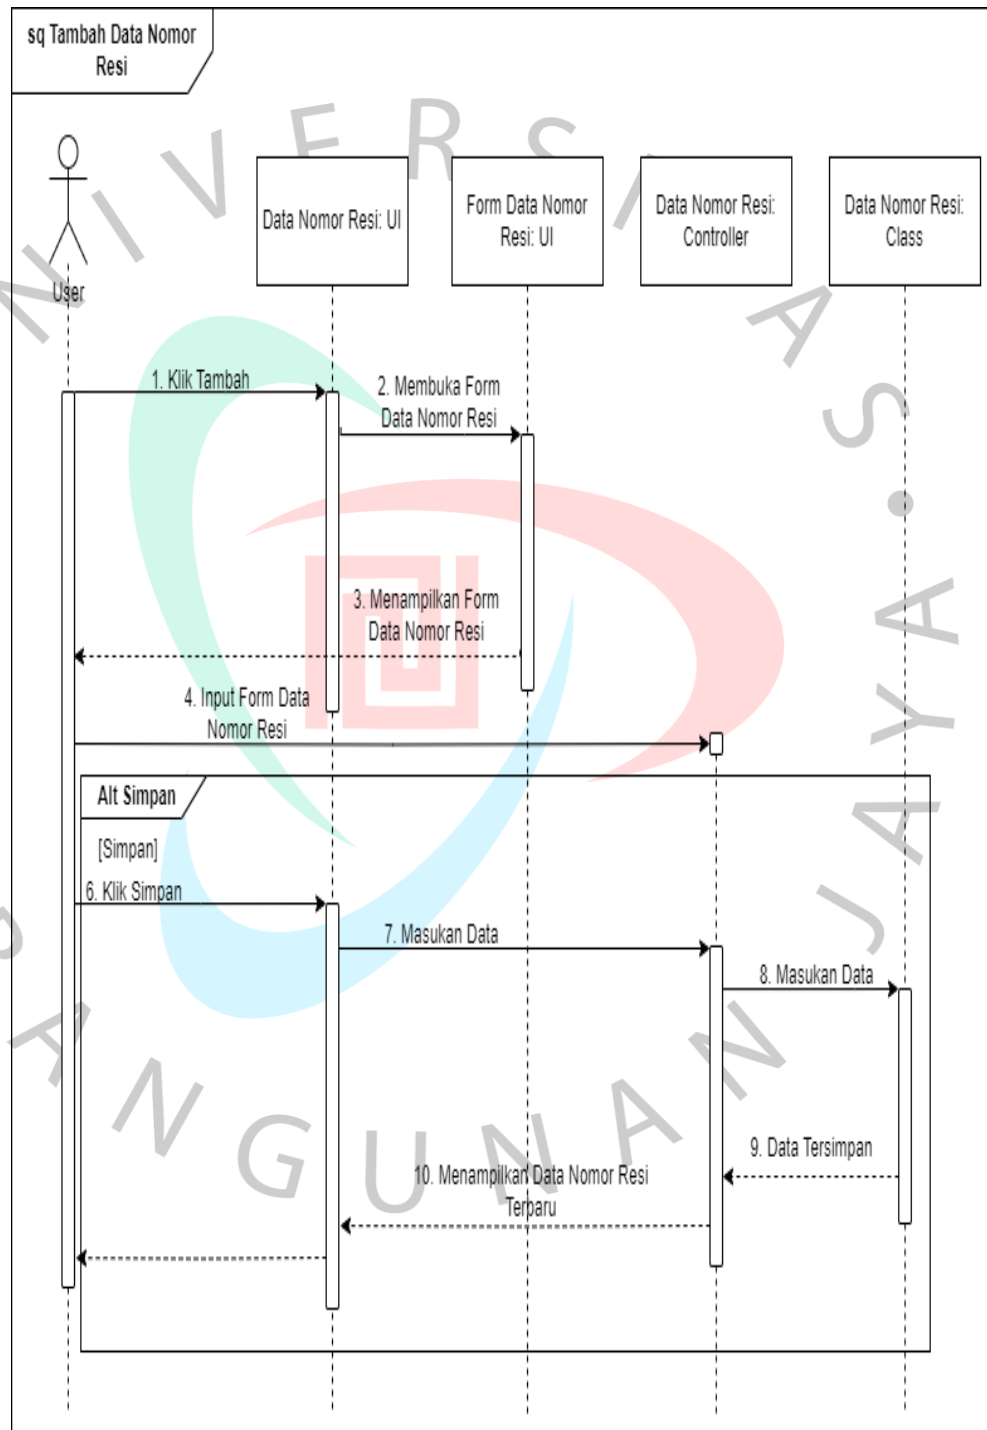 sq Tambah Data Nomor
Resi
UNIVERSITAS
User
Data Nomor Resi: UI
Form Data Nomor
Resi: UI
Data Nomor Resi:
Controller
Data Nomor Resi:
Class
1. Klik Tambah
2. Membuka Form
Data Nomor Resi
3. Menampilkan Form
Data Nomor Resi
4. Input Form Data
Nomor Resi
Alt Simpan
[Simpan]
6. Klik Simpan
7. Masukan Data
8. Masukan Data
9. Data Tersimpan
10. Menampilkan Data Nomor Resi
Terbaru
PANGUNAN JAYA